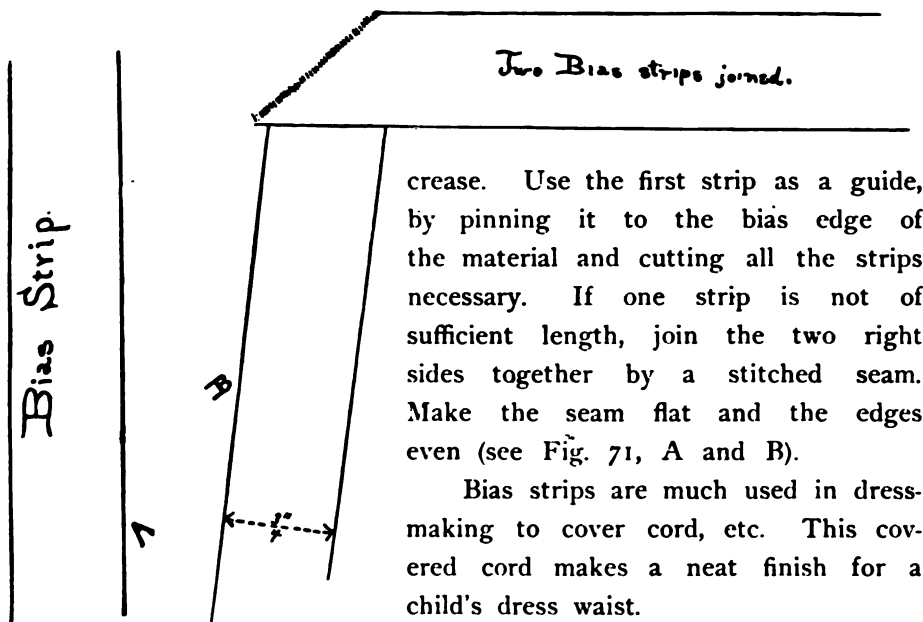 Two Bias strips joined.
Bias Strip.
B
crease. Use the first strip as a guide,
by pinning it to the bias edge of
the material and cutting all the strips
necessary. If one strip is not of
sufficient length, join the two right
sides together by a stitched seam.
Make the seam flat and the edges
even (see Fig. 71, A and B).
Bias strips are much used in dress-
making to cover cord, etc. This cov-
ered cord makes a neat finish for a
child's dress waist.